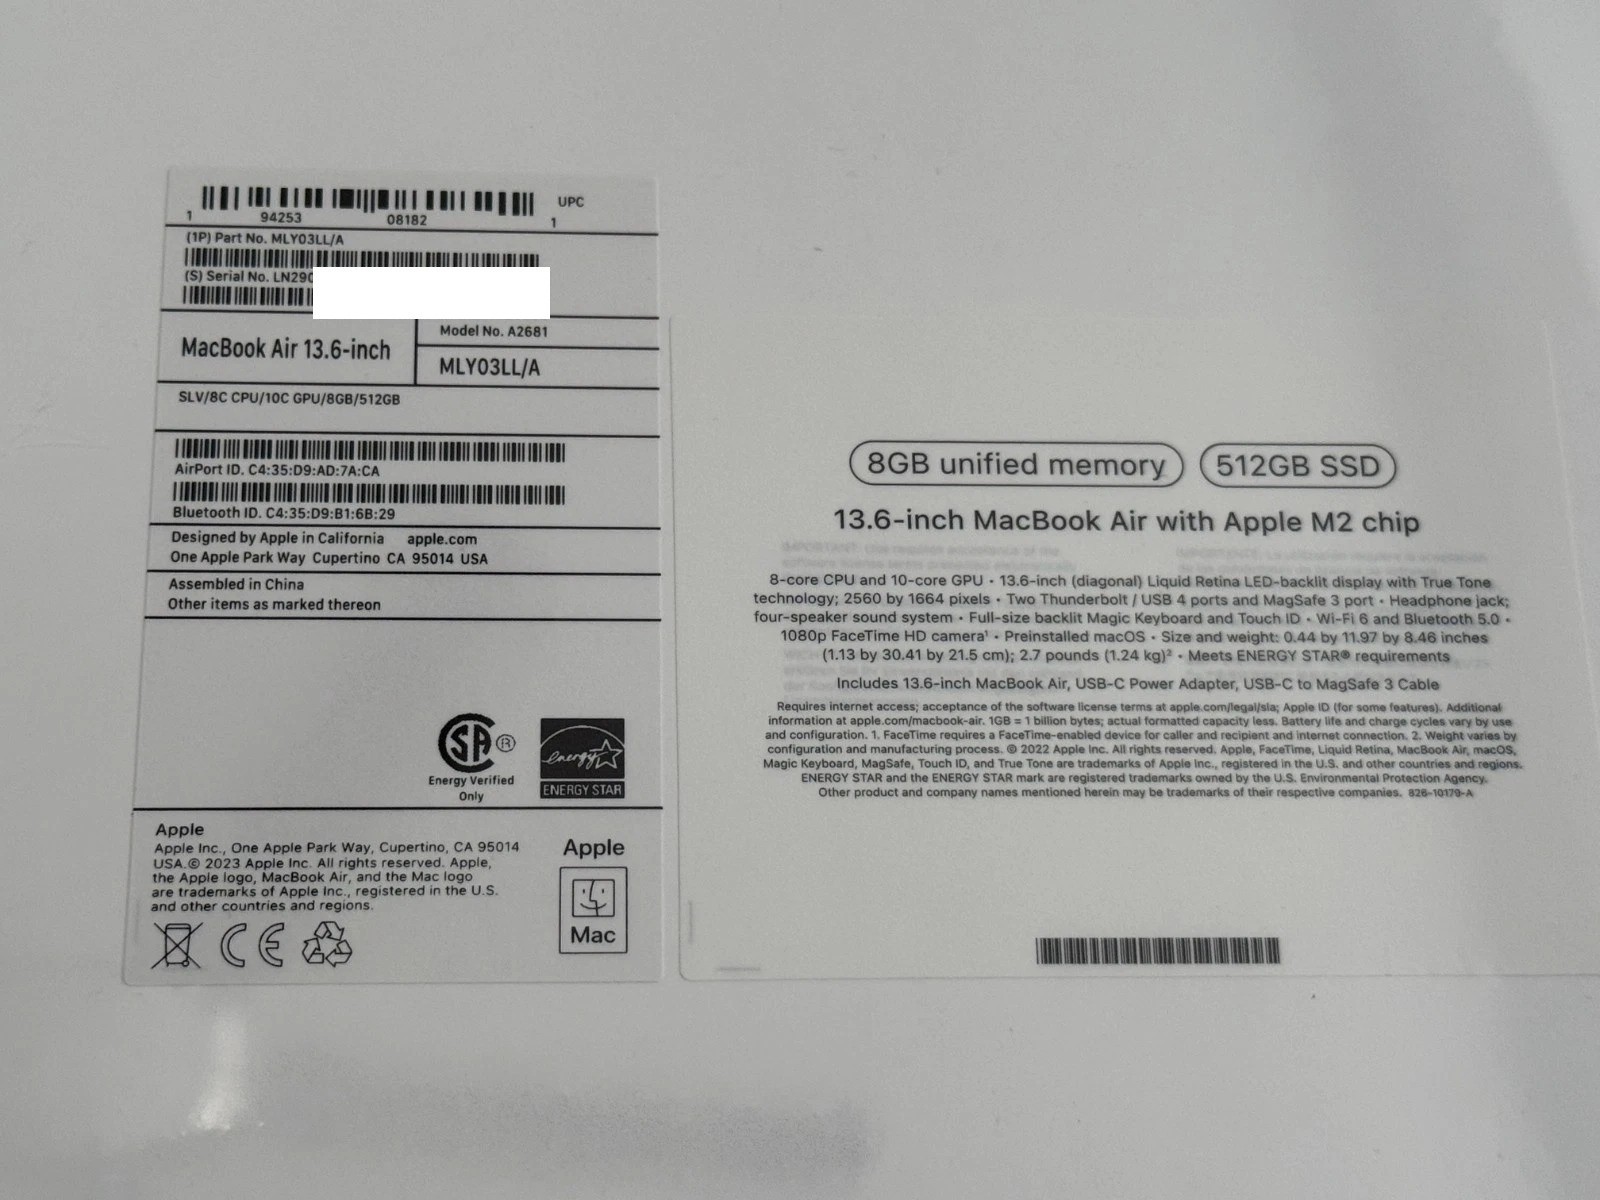 UPC
1 94253 08182 1
(1P) Part No. MLY03LL/A
(S) Serial No. LN290
MacBook Air 13.6-inch
Model No. A2681
MLY03LL/A
SLV/8C CPU/10C GPU/8GB/512GB
AirPort ID. C4:35:D9:AD:7A:CA
Bluetooth ID. C4:35:D9:B1:6B:29
Designed by Apple in California apple.com
One Apple Park Way Cupertino CA 95014 USA
Assembled in China
Other items as marked thereon
SA ®
Energy Verified
Only
energy
ENERGY STAR
Apple
Apple Inc., One Apple Park Way, Cupertino, CA 95014
USA.© 2023 Apple Inc. All rights reserved. Apple,
the Apple logo, MacBook Air, and the Mac logo
are trademarks of Apple Inc., registered in the U.S.
and other countries and regions.
CE
Apple
Mac
8GB unified memory 512GB SSD
13.6-inch MacBook Air with Apple M2 chip
8-core CPU and 10-core GPU • 13.6-inch (diagonal) Liquid Retina LED-backlit display with True Tone
technology; 2560 by 1664 pixels • Two Thunderbolt / USB 4 ports and MagSafe 3 port • Headphone jack;
four-speaker sound system • Full-size backlit Magic Keyboard and Touch ID • Wi-Fi 6 and Bluetooth 5.0 •
1080p FaceTime HD camera¹ • Preinstalled macOS • Size and weight: 0.44 by 11.97 by 8.46 inches
(1.13 by 30.41 by 21.5 cm); 2.7 pounds (1.24 kg)² • Meets ENERGY STAR® requirements
Includes 13.6-inch MacBook Air, USB-C Power Adapter, USB-C to MagSafe 3 Cable
Requires internet access; acceptance of the software license terms at apple.com/legal/sla; Apple ID (for some features). Additional
information at apple.com/macbook-air. 1GB = 1 billion bytes; actual formatted capacity less. Battery life and charge cycles vary by use
and configuration. 1. FaceTime requires a FaceTime-enabled device for caller and recipient and internet connection. 2. Weight varies by
configuration and manufacturing process. © 2022 Apple Inc. All rights reserved. Apple, FaceTime, Liquid Retina, MacBook Air, macOS,
Magic Keyboard, MagSafe, Touch ID, and True Tone are trademarks of Apple Inc., registered in the U.S. and other countries and regions.
ENERGY STAR and the ENERGY STAR mark are registered trademarks owned by the U.S. Environmental Protection Agency.
Other product and company names mentioned herein may be trademarks of their respective companies. 826-10179-A